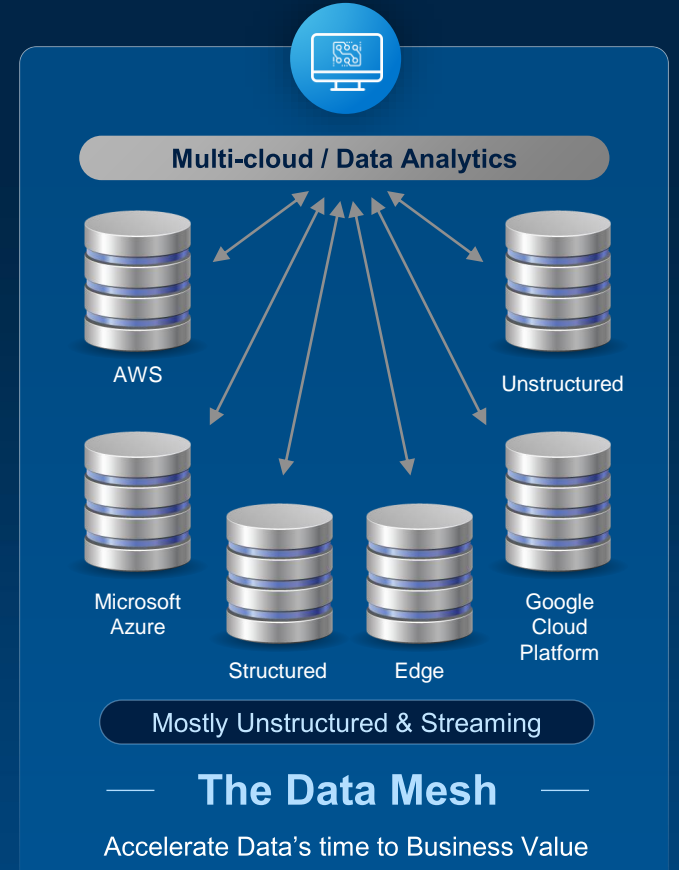 Multi-cloud / Data Analytics
AWS
Unstructured
Microsoft
Azure
Google
Cloud
Platform
Structured
Edge
Mostly Unstructured & Streaming
The Data Mesh
Accelerate Data’s time to Business Value